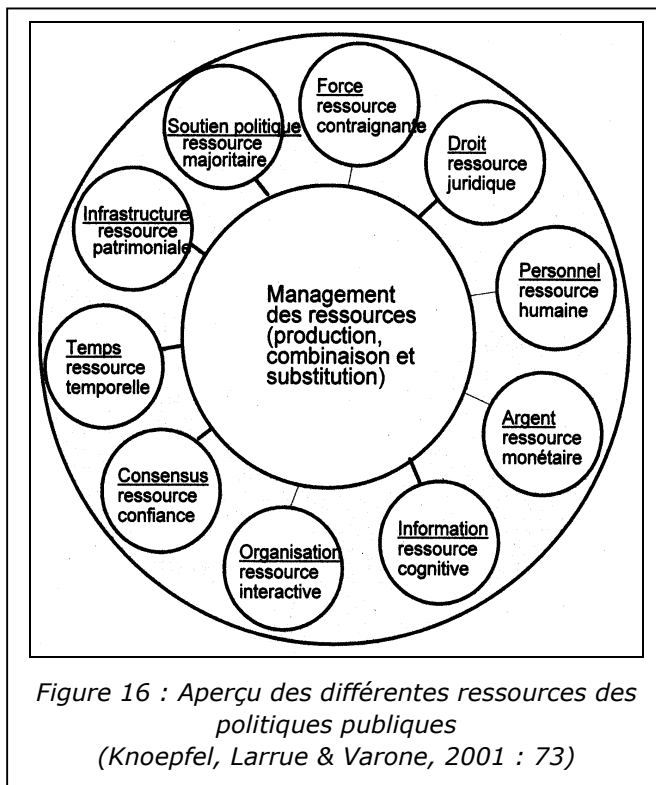 Force
ressource
contraignante
Droit
ressource
juridique
Personnel
ressource
humaine
Argent
ressource
monétaire
Information
ressource
cognitive
Organisation
ressource
interactive
Consensus
ressource
confiance
Temps
ressource
temporelle
Infrastructure
ressource
patrimoniale
Soutien politique
ressource
majoritaire
Management
des ressources
(production,
combinaison et
substitution)
Figure 16 : Aperçu des différentes ressources des
politiques publiques
(Knoepfel, Larrue & Varone, 2001 : 73)